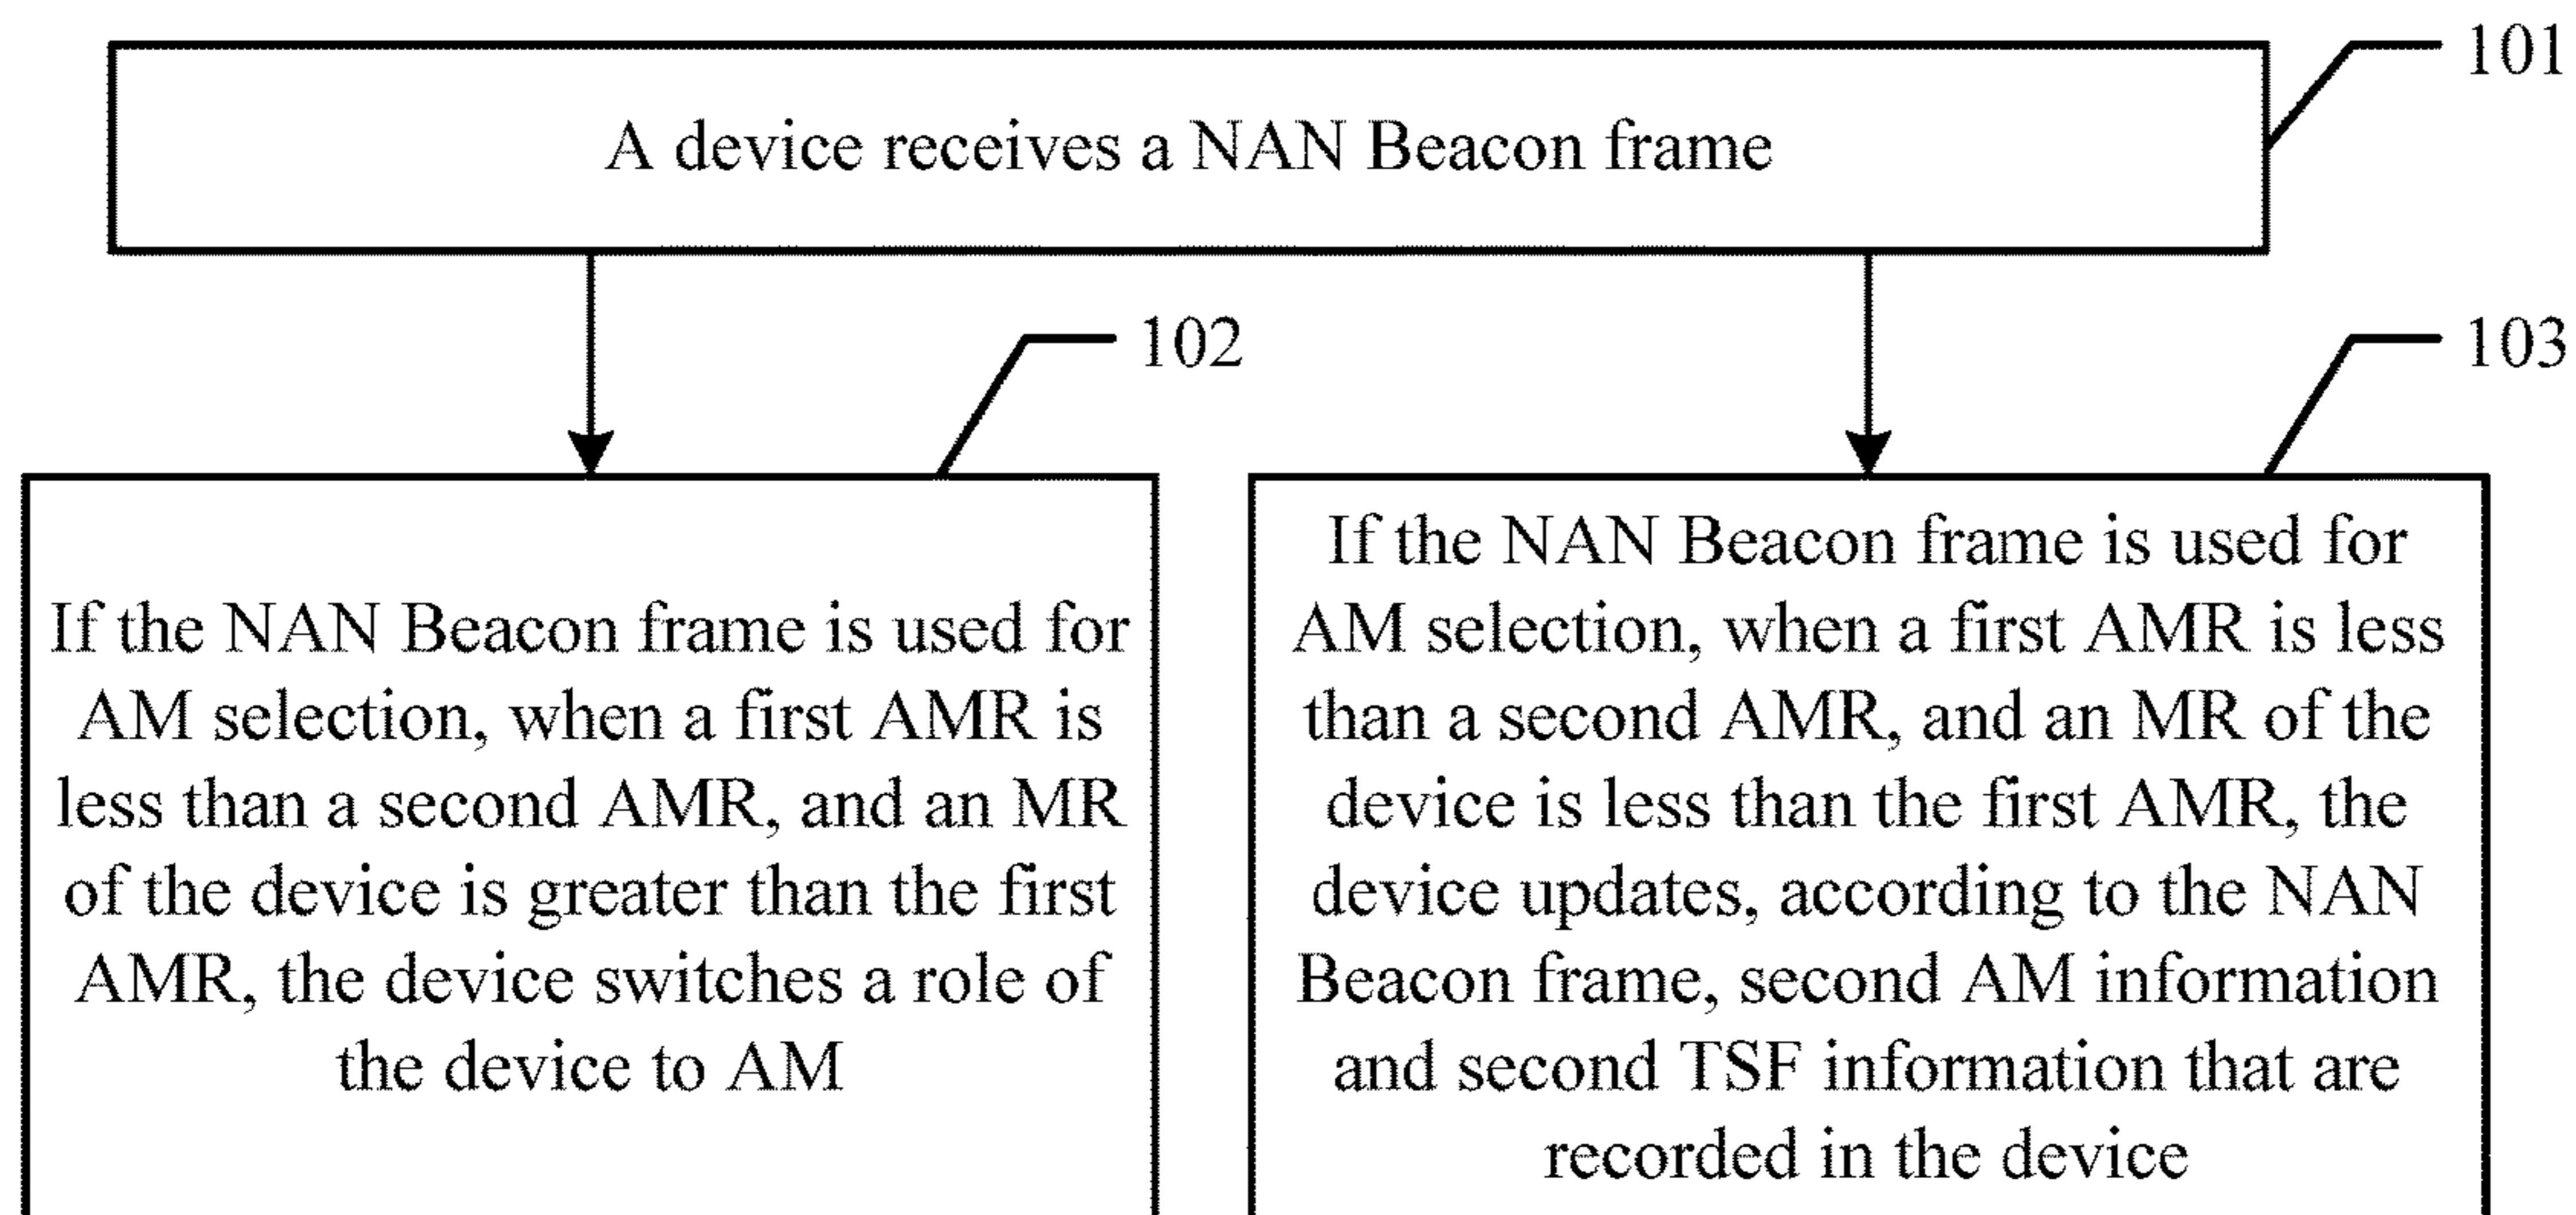 101
A device receives a NAN Beacon frame
102
103
If the NAN Beacon frame is used for
AM selection, when a first AMR is
less than a second AMR, and an MR
of the device is greater than the first
AMR, the device switches a role of
the device to AM
If the NAN Beacon frame is used for
AM selection, when a first AMR is less
than a second AMR, and an MR of the
device is less than the first AMR, the
device updates, according to the NAN
Beacon frame, second AM information
and second TSF information that are
recorded in the device